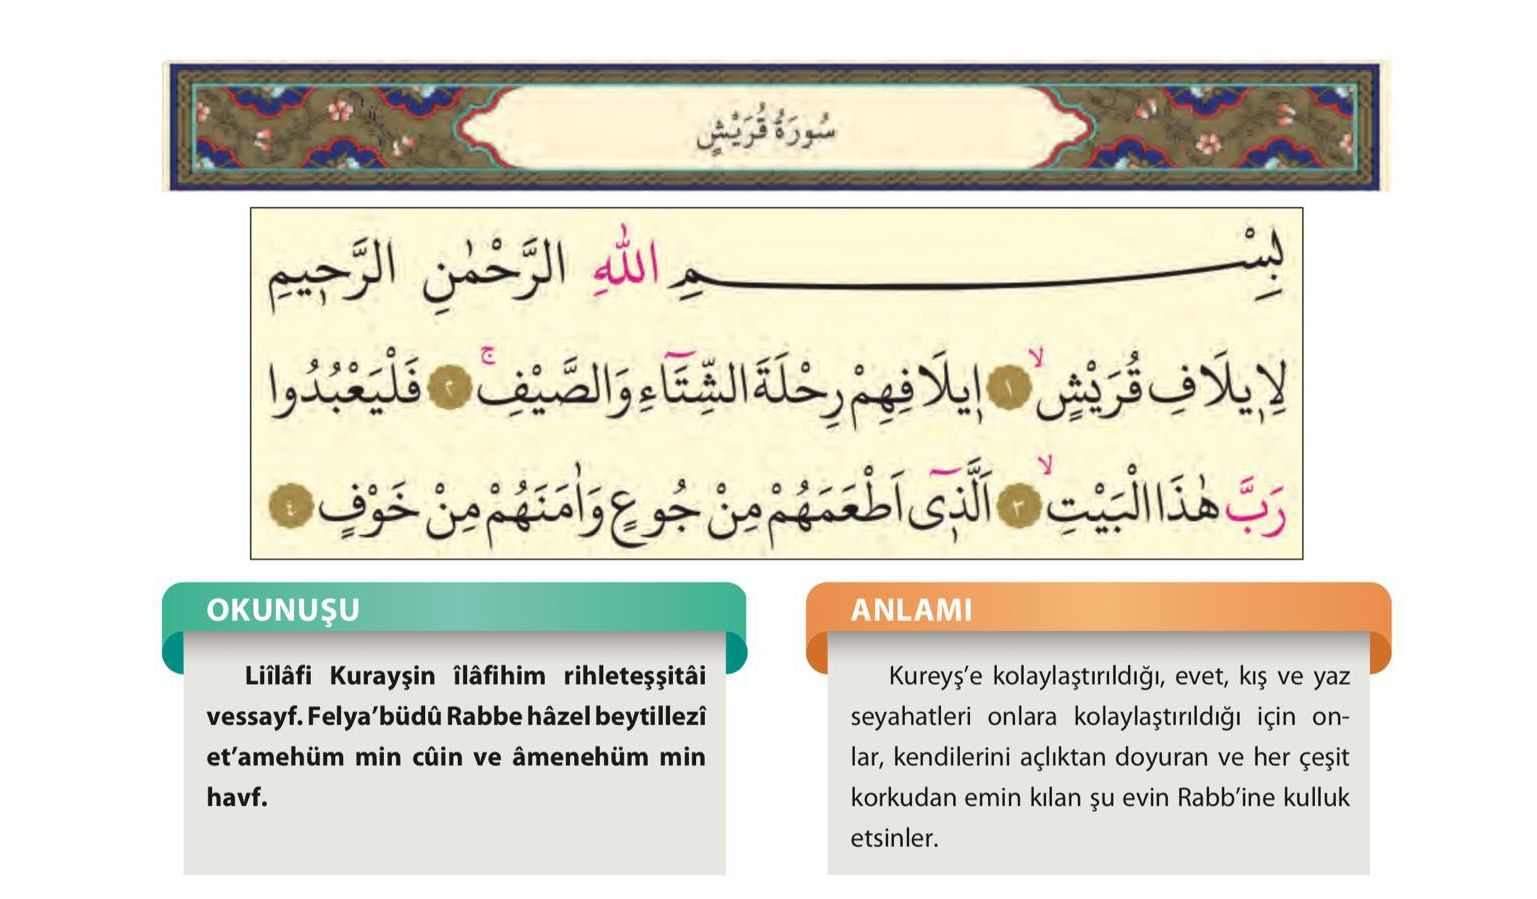 سُورَةُ قُرَيْشٍ
بِسْمِ اللّٰهِ الرَّحْمٰنِ الرَّح۪يمِ
لِا۪يلَافِ قُرَيْشٍۙ ﴿١﴾ ا۪يلَافِهِمْ رِحْلَةَ الشِّتَٓاءِ وَالصَّيْفِۚ ﴿٢﴾ فَلْيَعْبُدُوا
رَبَّ هٰذَا الْبَيْتِۙ ﴿٣﴾ اَلَّذ۪ٓى اَطْعَمَهُمْ مِنْ جُوعٍ وَاٰمَنَهُمْ مِنْ خَوْفٍ ﴿٤﴾
OKUNUŞU
Liîlâfi Kurayşin îlâfihim rihleteşşitâi
vessayf. Felya’büdû Rabbe hâzel beytillezî
et’amehüm min cûin ve âmenehüm min
havf.
ANLAMI
Kureyş’e kolaylaştırıldığı, evet, kış ve yaz
seyahatleri onlara kolaylaştırıldığı için on-
lar, kendilerini açlıktan doyuran ve her çeşit
korkudan emin kılan şu evin Rabb’ine kulluk
etsinler.